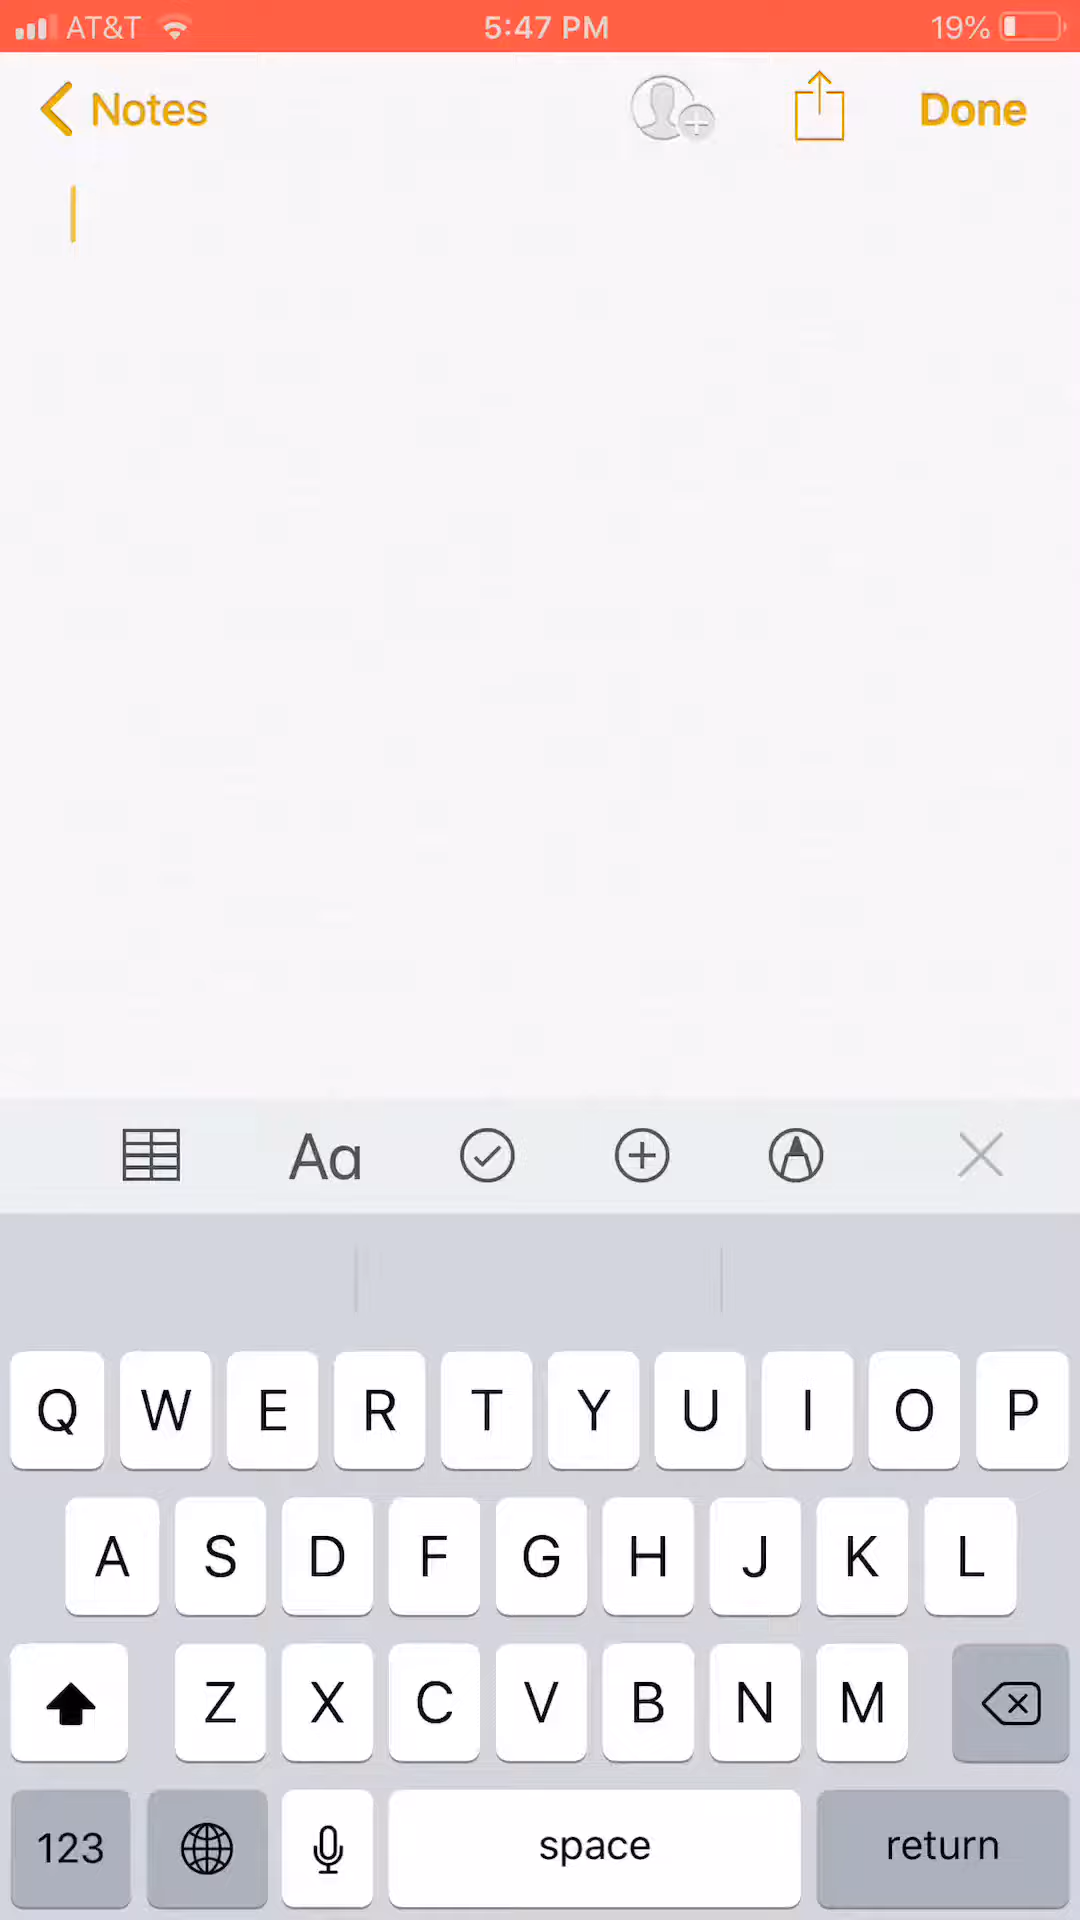 AT&T 5:47 PM 19%
Notes Done
Aa
Q W E R T Y U I O P
A S D F G H J K L
Z X C V B N M
123 space return